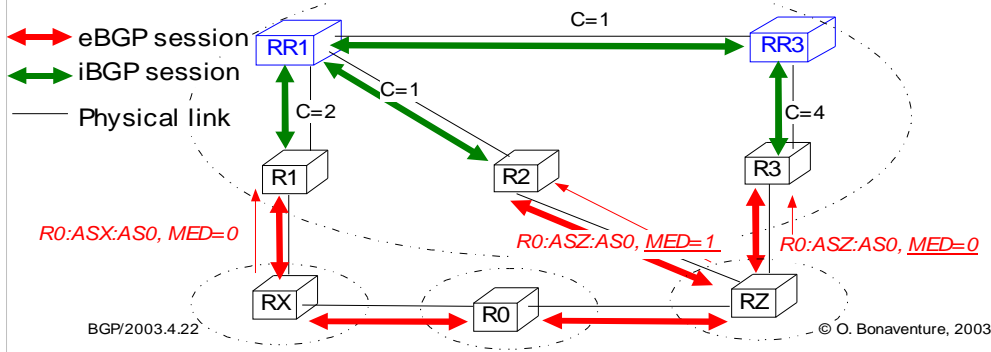 C=1
eBGP session
RR1
RR3
iBGP session
C=1
C=2
C=4
Physical link
R1
R2
R3
R0:ASX:AS0, MED=0
R0:ASZ:AS0, MED=1
R0:ASZ:AS0, MED=0
RX
R0
RZ
BGP/2003.4.22
© O. Bonaventure, 2003